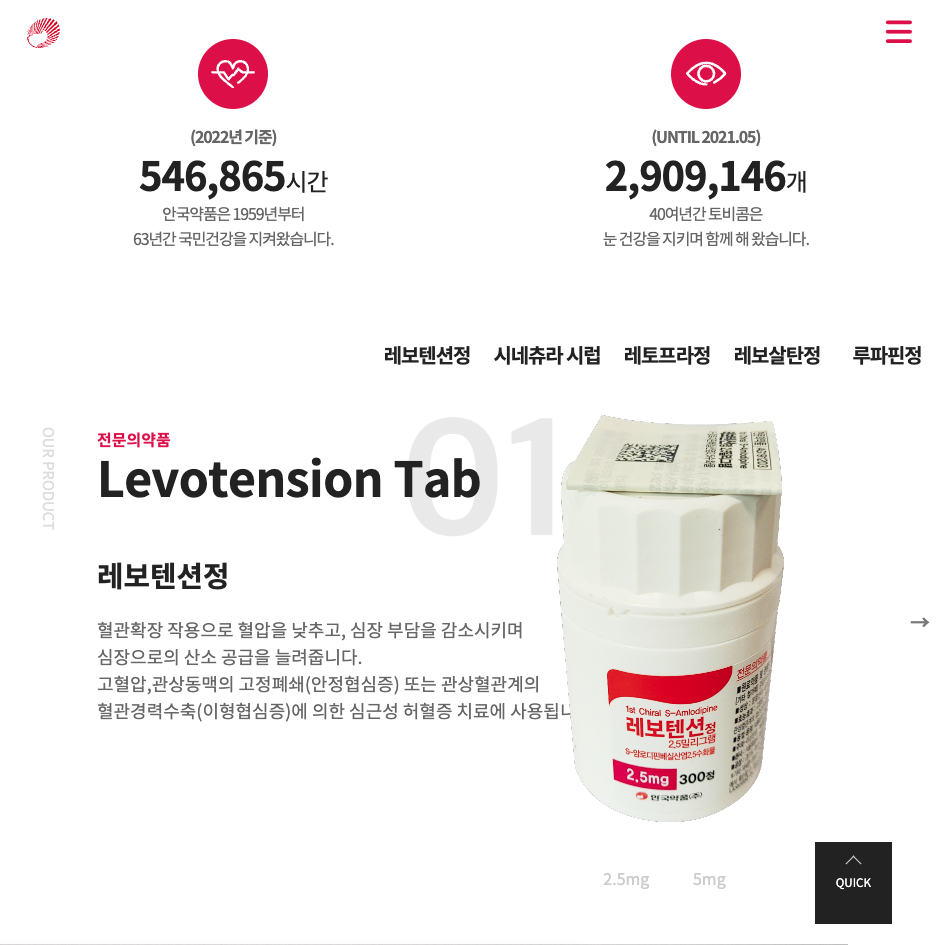 (2022년 기준)
546,865시간
안국약품은 1959년부터
63년간 국민건강을 지켜왔습니다.
(UNTIL 2021.05)
2,909,146개
40여년간 토비콤은
눈 건강을 지키며 함께 해 왔습니다.
레보텐션정 시네츄라 시럽 레토프라정 레보살탄정 루파핀정
OUR PRODUCT
01
전문의약품
Levotension Tab
레보텐션정
혈관확장 작용으로 혈압을 낮추고, 심장 부담을 감소시키며
심장으로의 산소 공급을 늘려줍니다.
고혈압,관상동맥의 고정폐쇄(안정협심증) 또는 관상혈관계의
혈관경력수축(이형협심증)에 의한 심근성 허혈증 치료에 사용됩니
전문의약품
1st Chiral S-Amlodipine
레보텐션정
2.5밀리그램
S-암로디핀베실산염2.5수화물
2.5mg 300정
안국약품(주)
2.5mg 5mg
QUICK